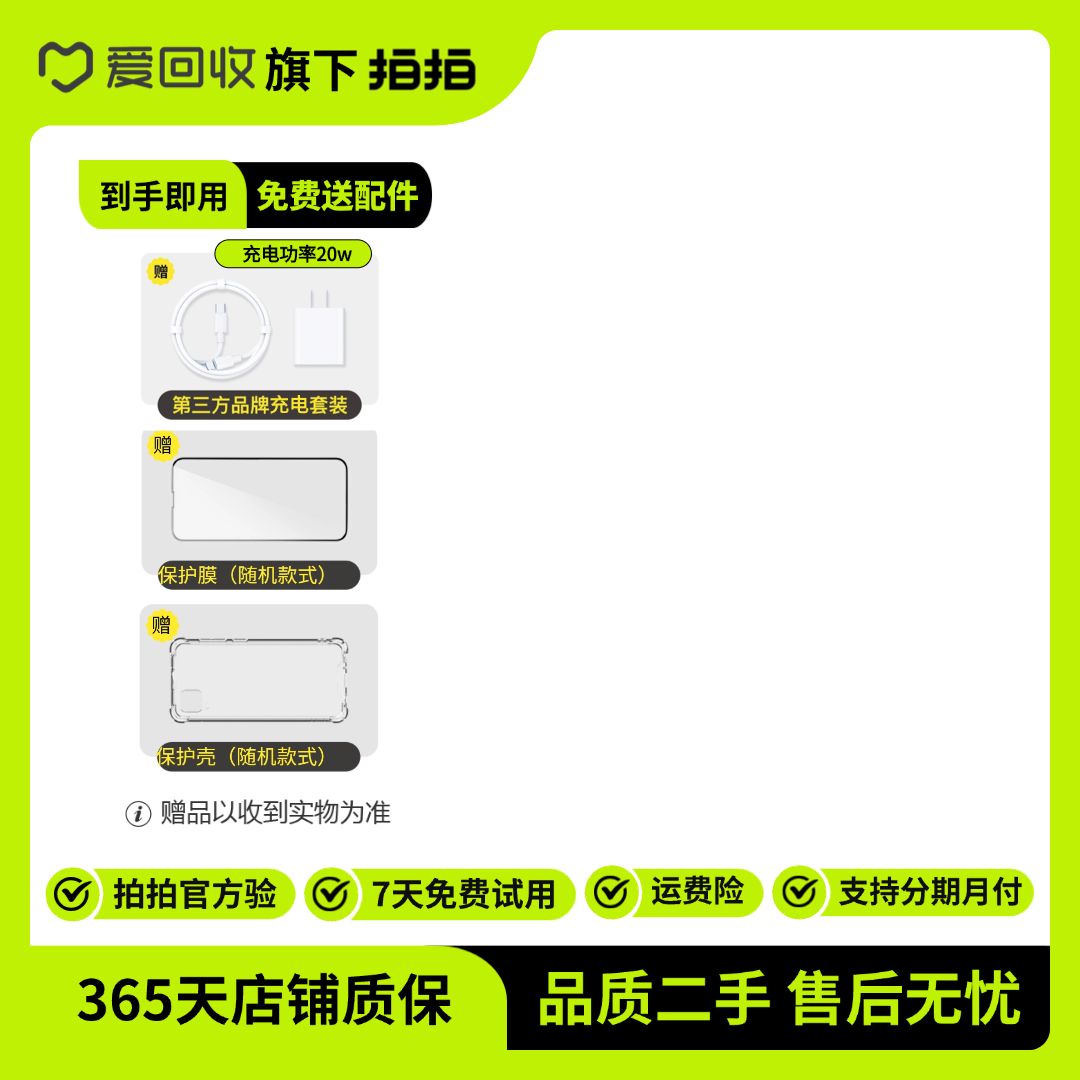 爱回收旗下拍拍
到手即用 免费送配件
充电功率20w
赠
第三方品牌充电套装
赠
保护膜（随机款式）
赠
保护壳（随机款式）
i 赠品以收到实物为准
拍拍官方验 7天免费试用 运费险 支持分期月付
365天店铺质保 品质二手 售后无忧